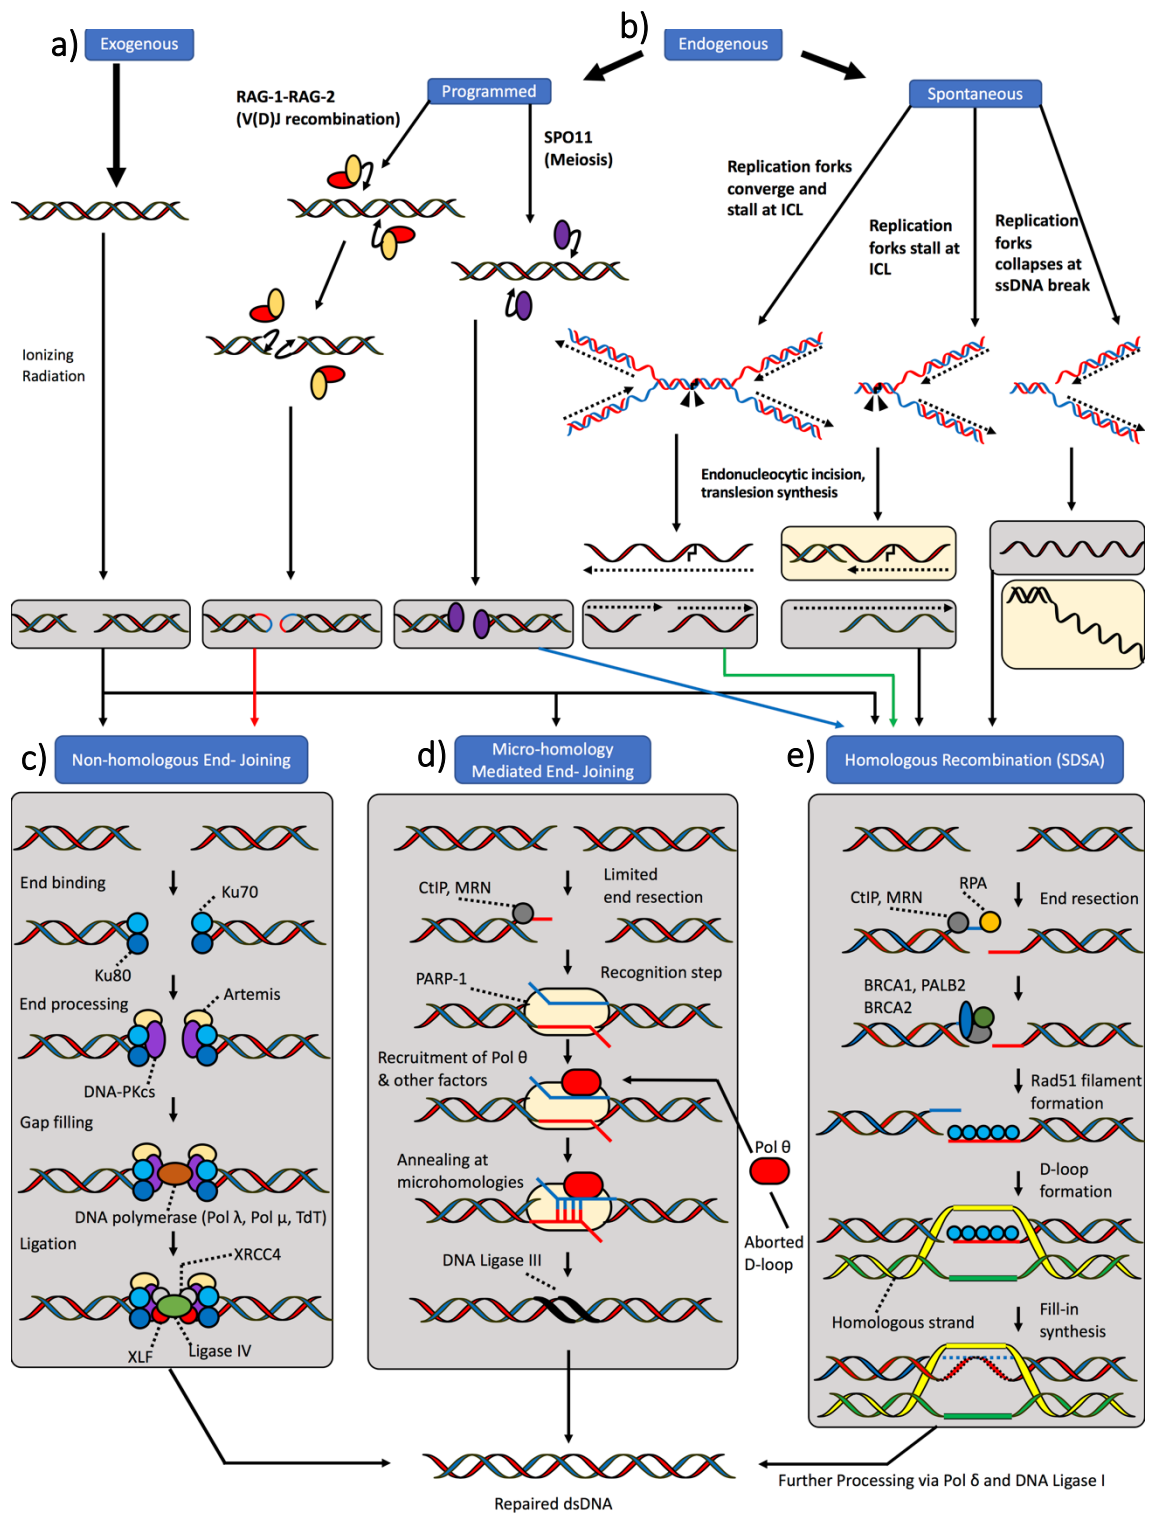 a)
Exogenous
b)
Endogenous
Programmed
Spontaneous
RAG-1-RAG-2
(V(D)J recombination)
SPO11
(Meiosis)
Replication forks
converge and
stall at ICL
Replication
forks stall at
ICL
Replication
forks
collapses at
ssDNA break
Ionizing
Radiation
Endonucleocytic incision,
translesion synthesis
c)
Non-homologous End- Joining
d)
Micro-homology
Mediated End- Joining
e)
Homologous Recombination (SDSA)
End binding
Ku70
Ku80
End processing
Artemis
DNA-PKcs
Gap filling
DNA polymerase (Pol λ, Pol μ, TdT)
Ligation
XRCC4
XLF
Ligase IV
CtIP, MRN
Limited
end resection
PARP-1
Recognition step
Recruitment of Pol θ
& other factors
Annealing at
microhomologies
DNA Ligase III
Pol θ
Aborted
D-loop
CtIP, MRN
RPA
End resection
BRCA1, PALB2
BRCA2
Rad51 filament
formation
D-loop
formation
Homologous strand
Fill-in
synthesis
Repaired dsDNA
Further Processing via Pol δ and DNA Ligase I